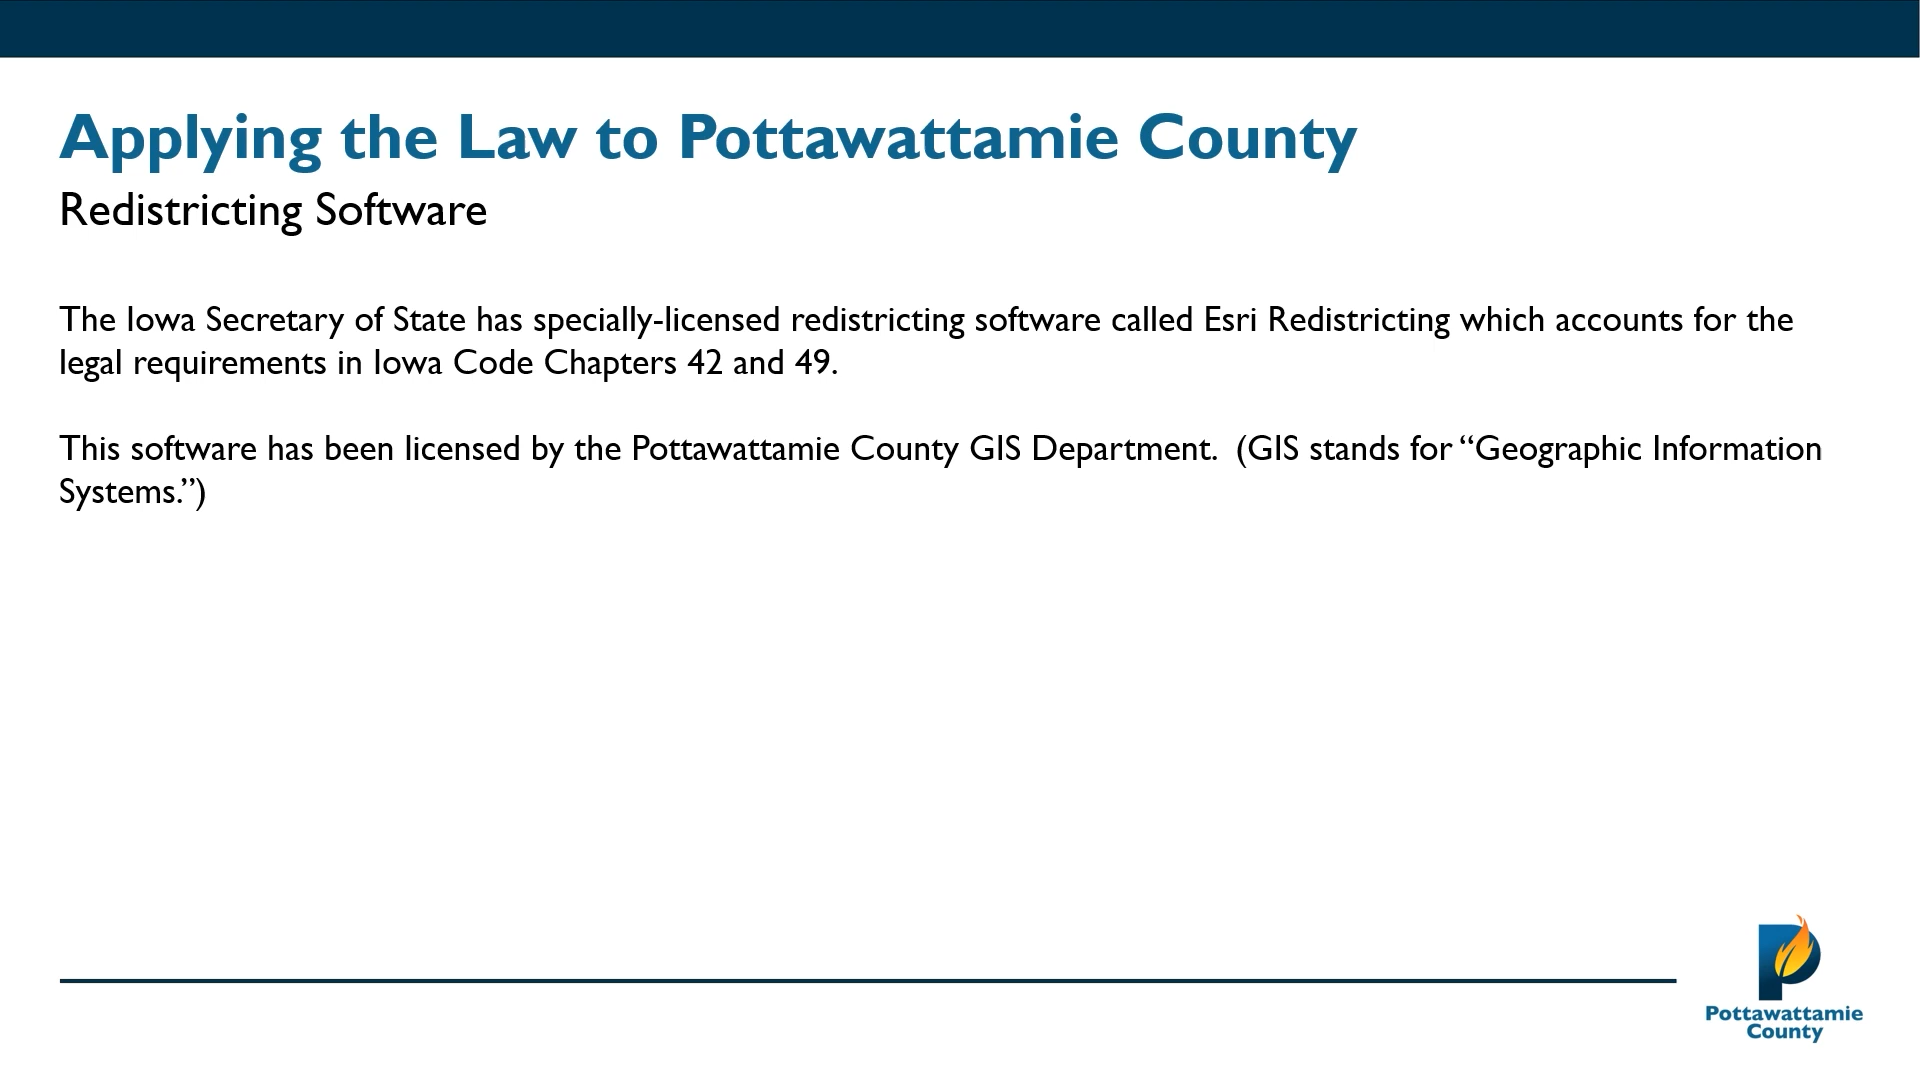 Applying the Law to Pottawattamie County
Redistricting Software
The Iowa Secretary of State has specially-licensed redistricting software called Esri Redistricting which accounts for the
legal requirements in Iowa Code Chapters 42 and 49.
This software has been licensed by the Pottawattamie County GIS Department.  (GIS stands for “Geographic Information
Systems.”)
Pottawattamie
County